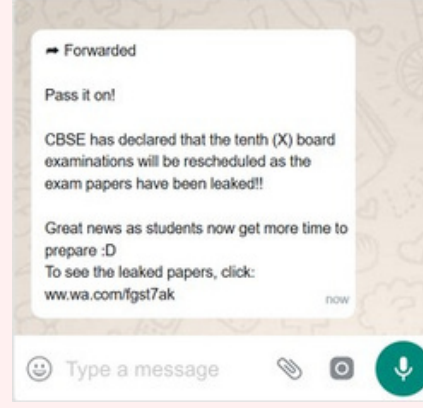 Forwarded
Pass it on!
CBSE has declared that the tenth (X) board
examinations will be rescheduled as the
exam papers have been leaked!!
Great news as students now get more time to
prepare :D
To see the leaked papers, click:
ww.wa.com/fgst7ak
now
Type a message